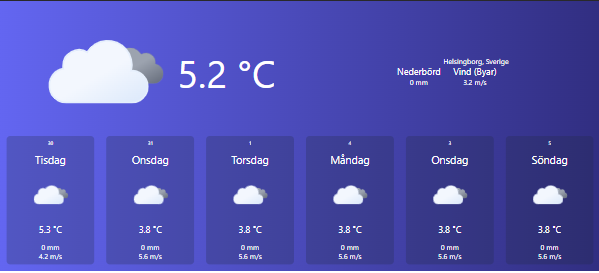 5.2 °C
Helsingborg, Sverige
Nederbörd Vind (Byar)
0 mm 3.2 m/s
30 31 1 4 3 5
Tisdag Onsdag Torsdag Måndag Onsdag Söndag
5.3 °C 3.8 °C 3.8 °C 3.8 °C 3.8 °C 3.8 °C
0 mm 0 mm 0 mm 0 mm 0 mm 0 mm
4.2 m/s 5.6 m/s 5.6 m/s 5.6 m/s 5.6 m/s 5.6 m/s